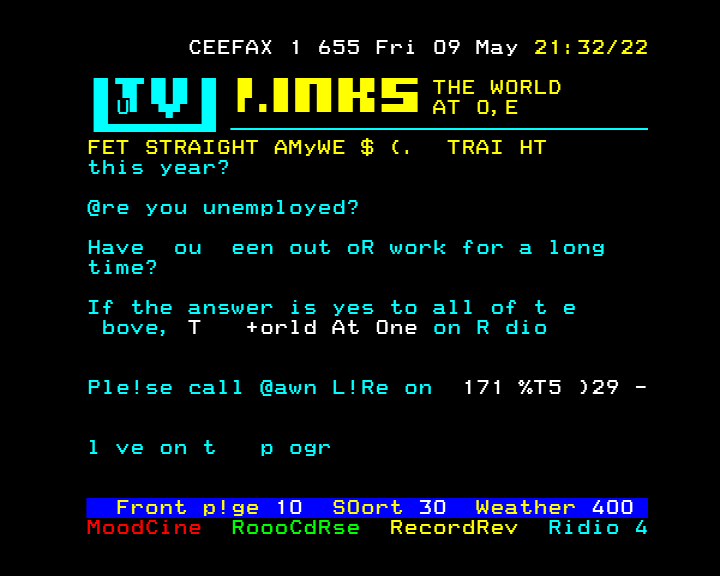 CEEFAX 1 655 Fri 09 May 21:32/22
TV LINKS
U
THE WORLD
AT O,E
FET STRAIGHT AMyWE $ (. TRAI HT
this year?
@re you unemployed?
Have ou een out oR work for a long
time?
If the answer is yes to all of t e
bove, T +orld At One on R dio
Ple!se call @awn L!Re on 171 %T5 )29 -
l ve on t p ogr
Front p!ge 10 SOort 30 Weather 400
MoodCine RoooCdRse RecordRev Ridio 4